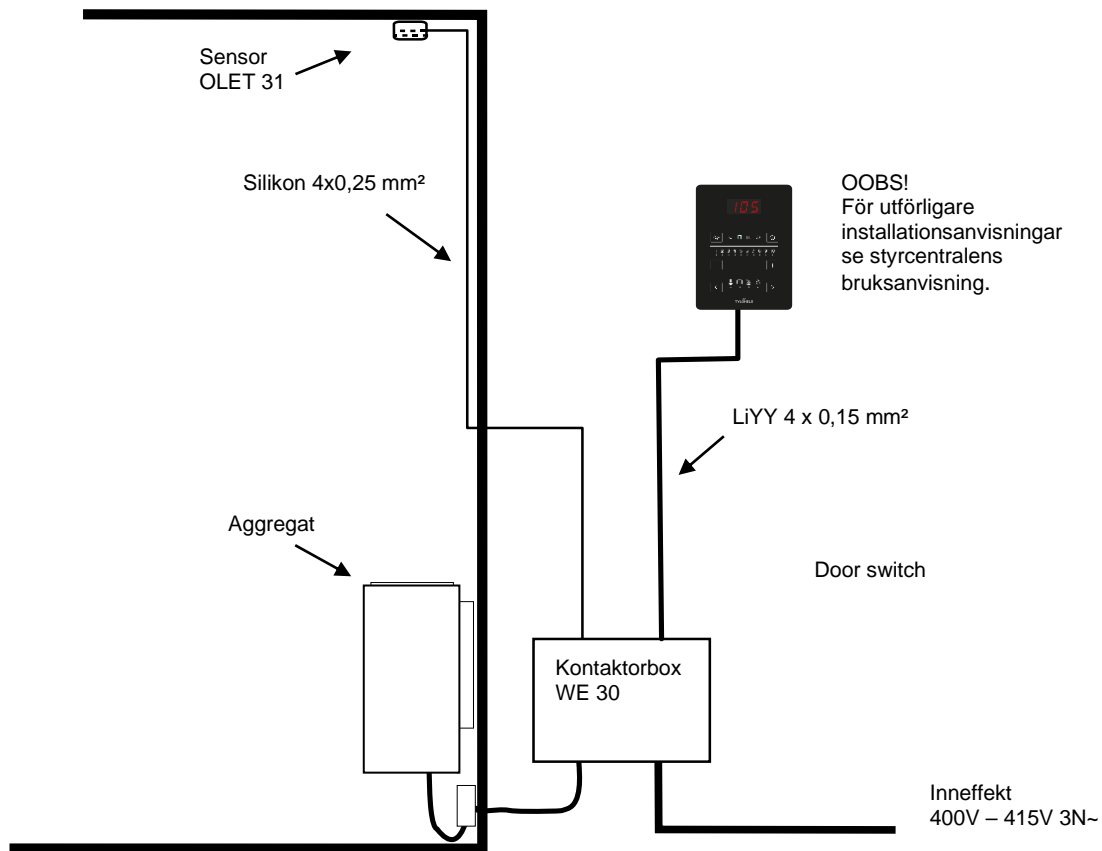 Sensor
OLET 31
Silikon 4x0,25 mm²
105
OOBS!
För utförligare
installationsanvisningar
se styrcentralens
bruksanvisning.
LiYY 4 x 0,15 mm²
Aggregat
Door switch
Kontaktorbox
WE 30
Inneffekt
400V – 415V 3N~